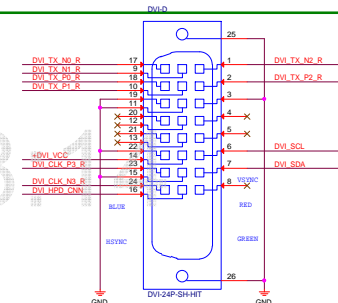 DVI-D
25
DVI_TX_N0_R 17 1 DVI_TX_N2_R
DVI_TX_N1_R 9
DVI_TX_P0_R 18 2 DVI_TX_P2_R
DVI_TX_P1_R 10
19 3
11
20 4
12
21 5
13
22 6 DVI_SCL
+DVI_VCC 14
DVI_CLK_P3_R 23 7 DVI_SDA
15
DVI_CLK_N3_R 24 8 VSYNC
DVI_HPD_CNN 16
BLUE RED
HSYNC GREEN
26
DVI-24P-SH-HIT
GND GND